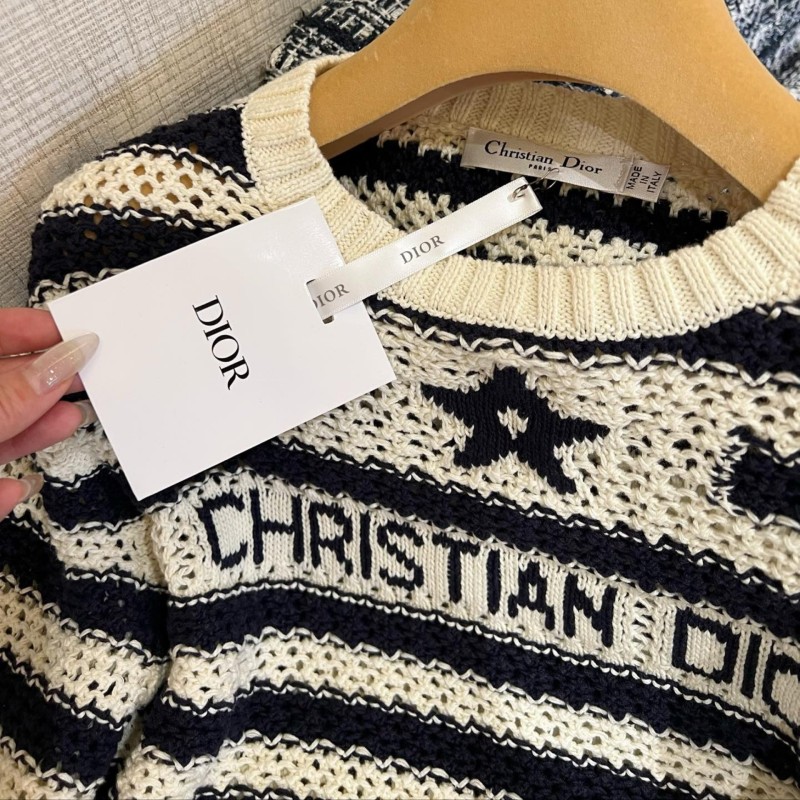 Christian Dior
PARIS
MADE
IN
ITALY
DIOR
DIOR
DIOR
CHRISTIAN DIO